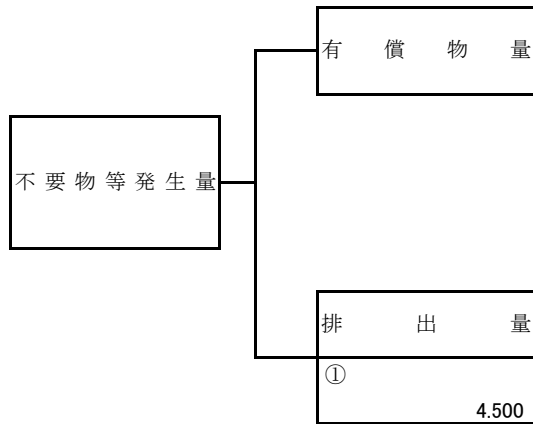 有償物量
不要物等発生量
排出量
①
4.500